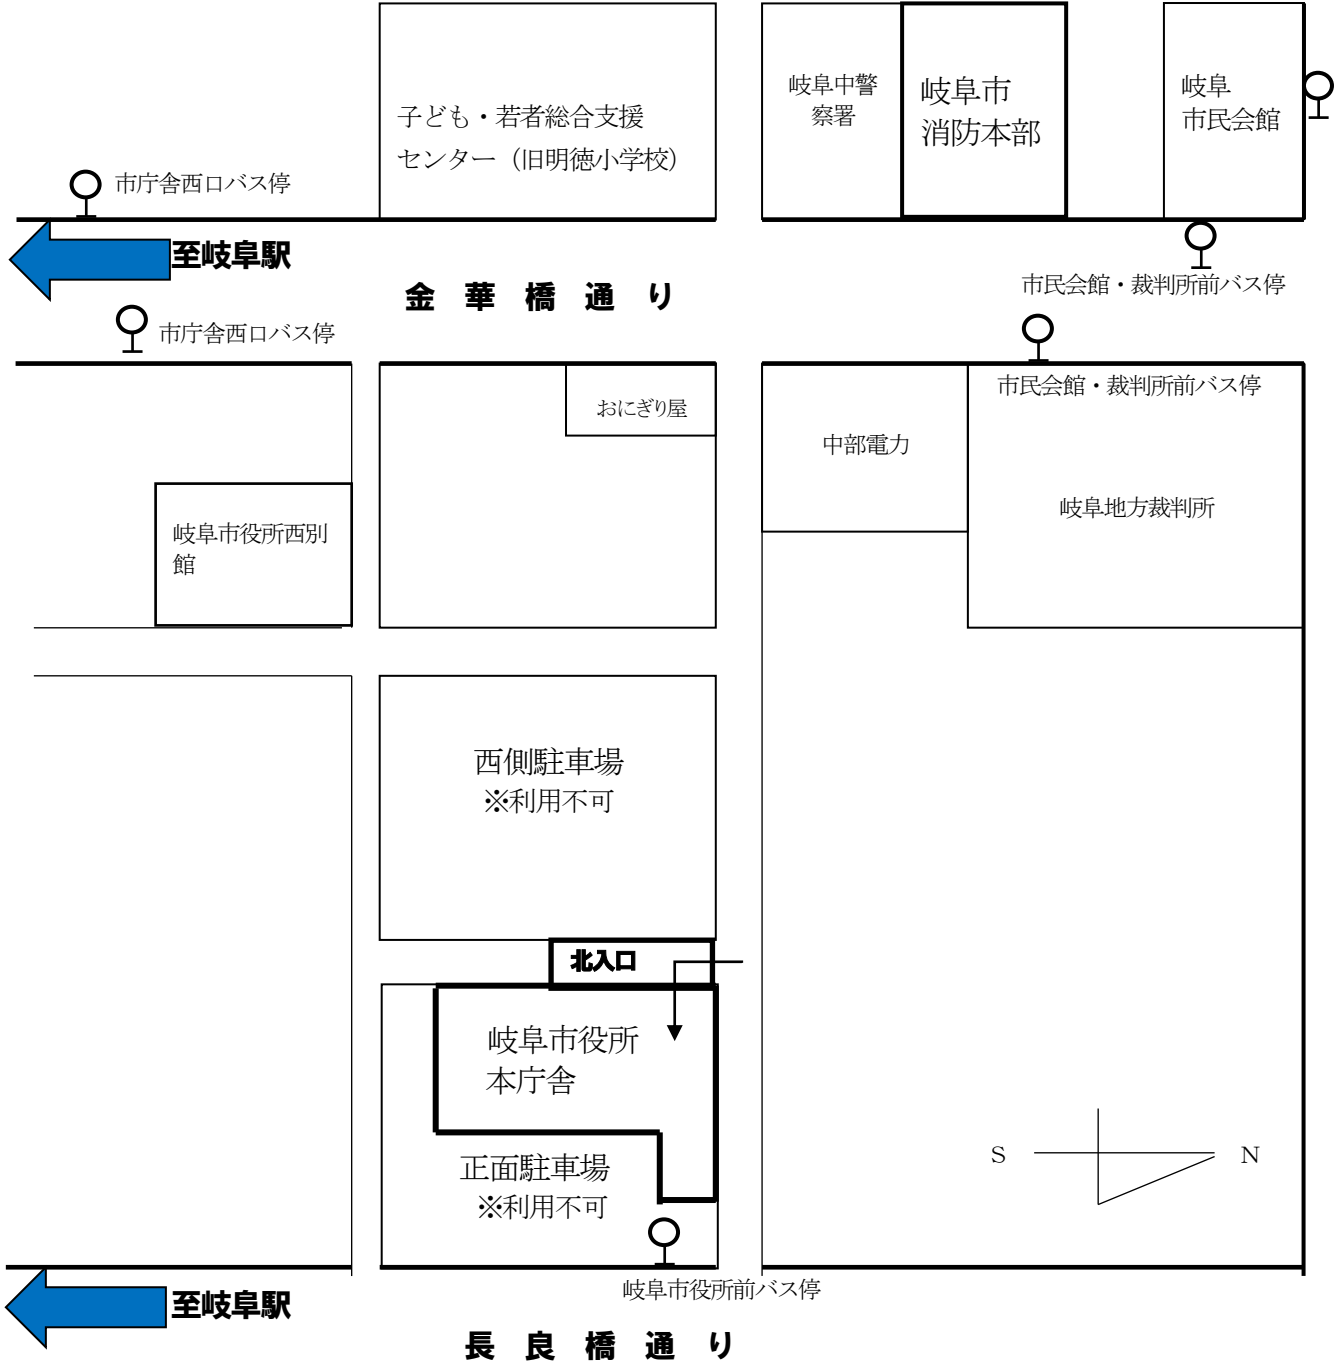 岐阜中警
察署
岐阜市
消防本部
岐阜
市民会館
子ども・若者総合支援
センター（旧明徳小学校）
市庁舎西口バス停
至岐阜駅
金華橋通り
市民会館・裁判所前バス停
市庁舎西口バス停
市民会館・裁判所前バス停
おにぎり屋
中部電力
岐阜地方裁判所
岐阜市役所西別
館
西側駐車場
※利用不可
北入口
岐阜市役所
本庁舎
正面駐車場
※利用不可
S
N
岐阜市役所前バス停
至岐阜駅
長良橋通り